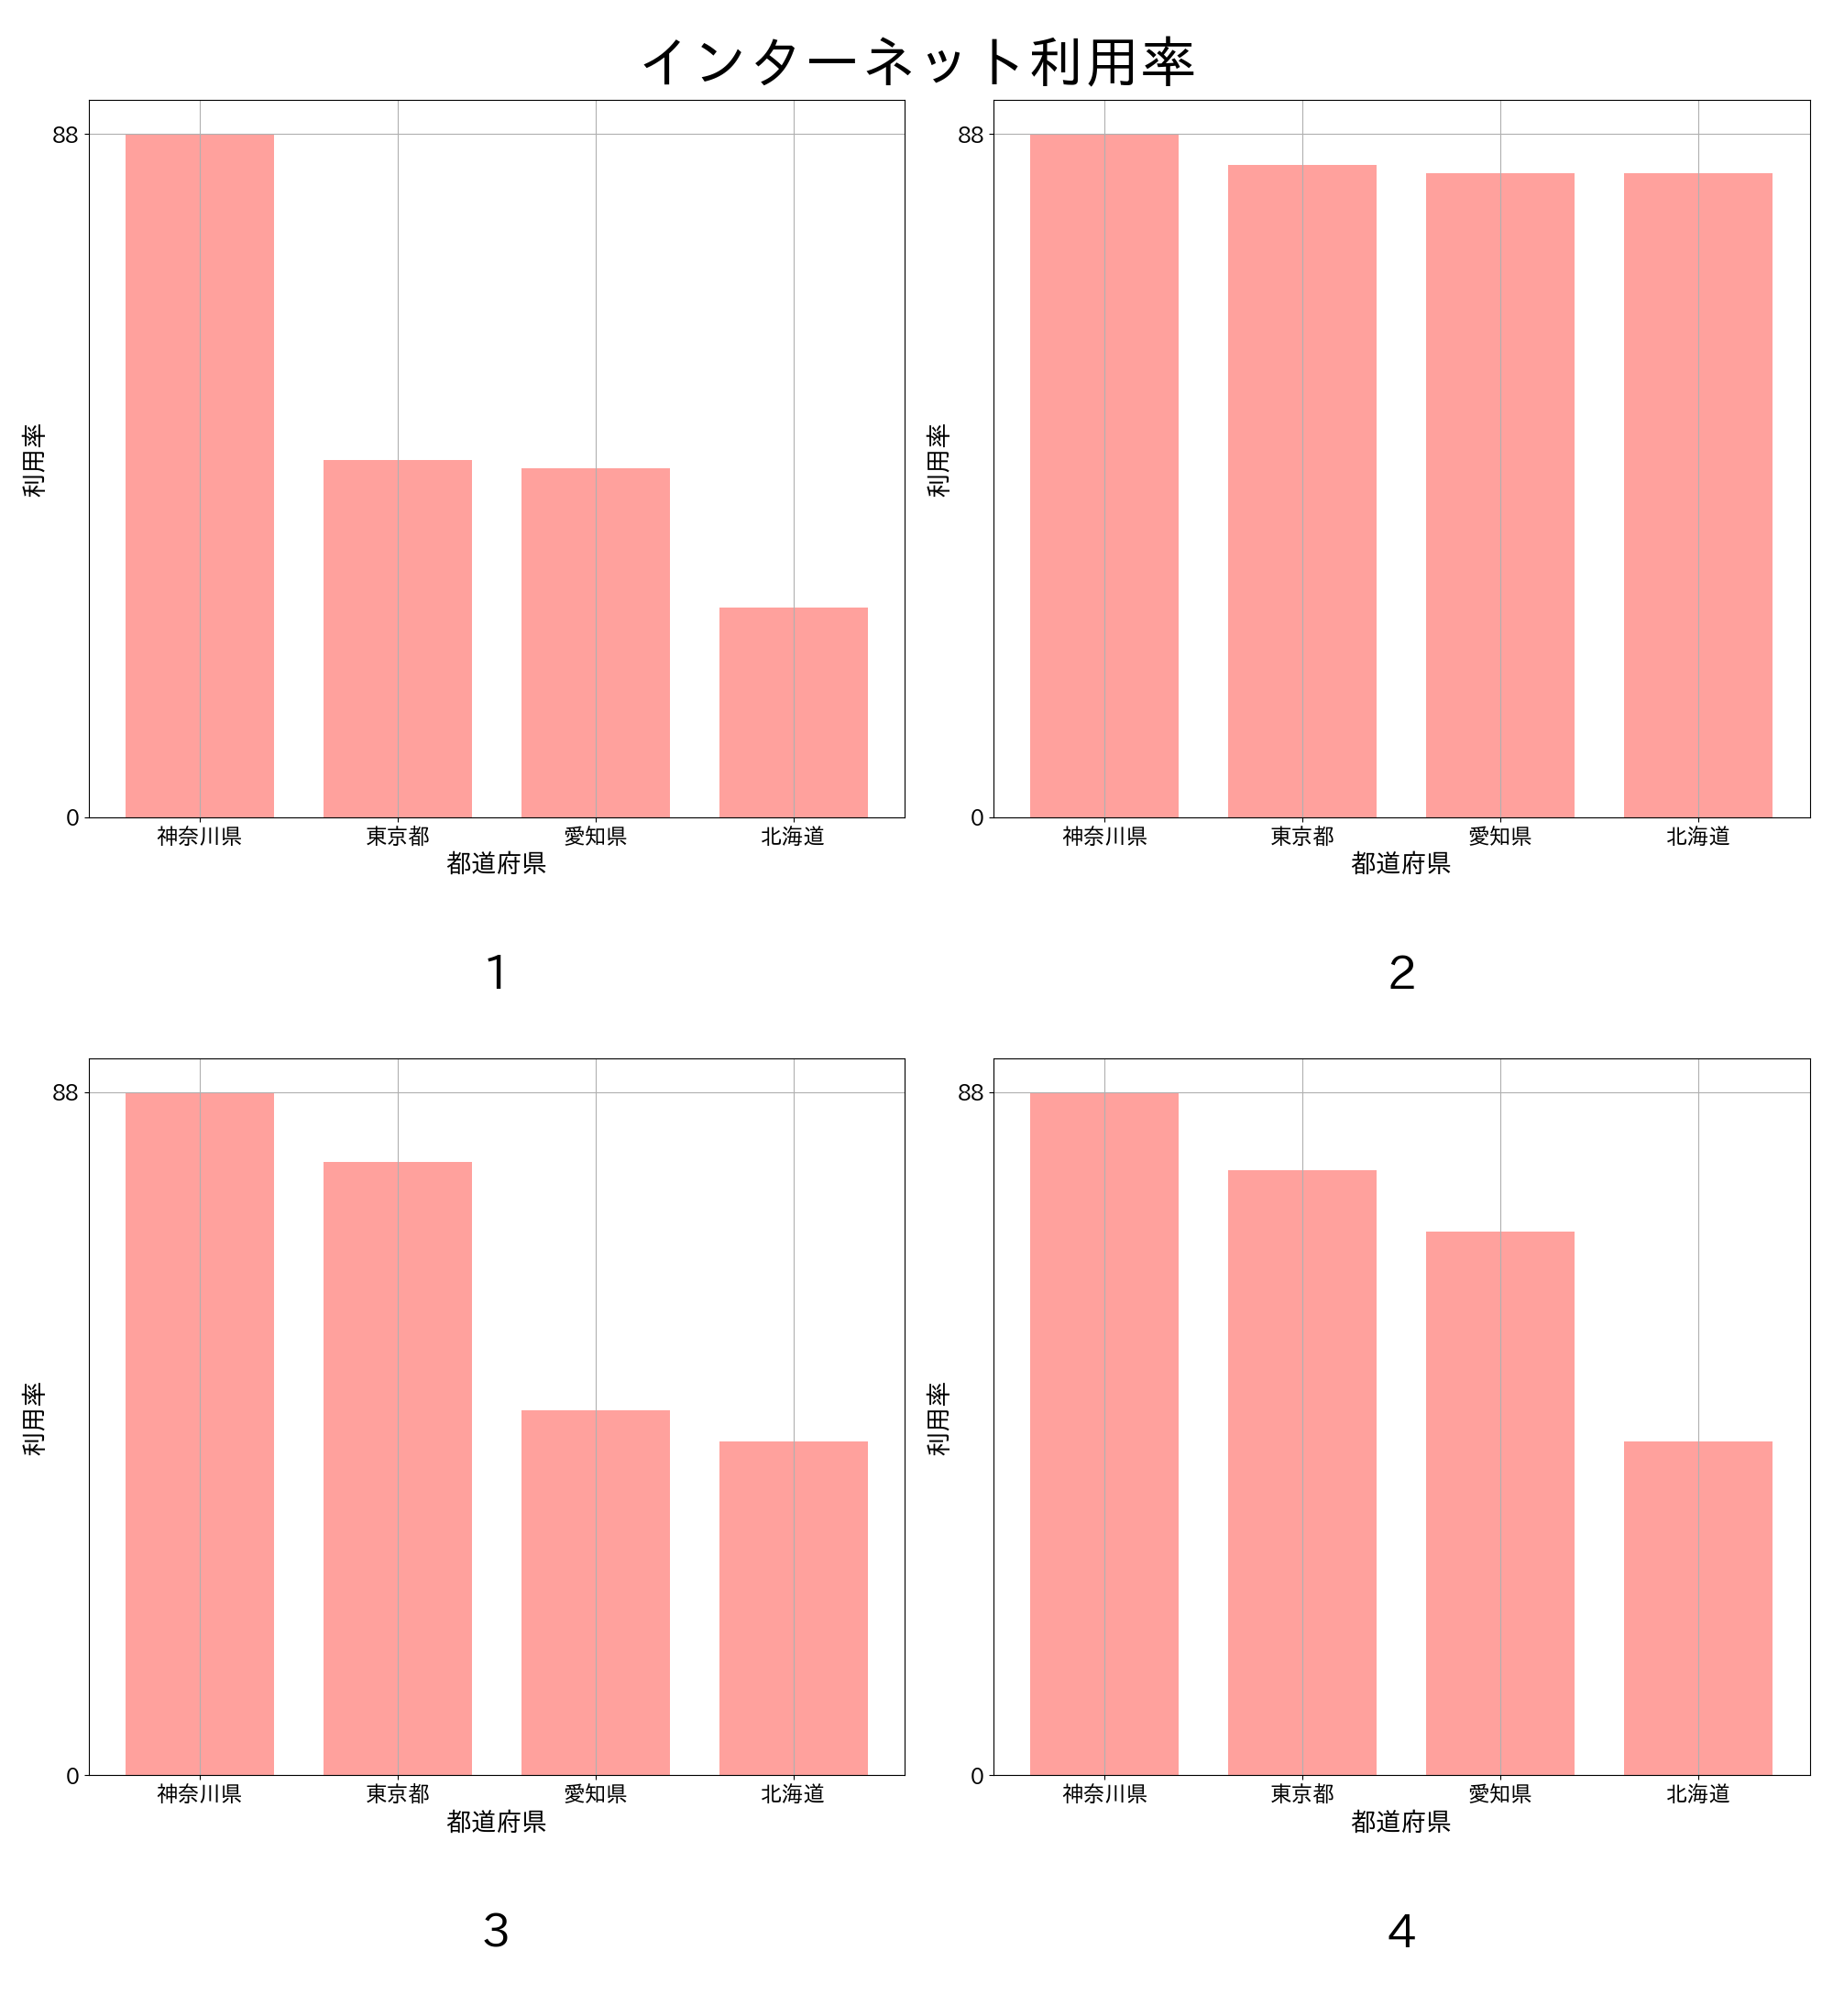 インターネット利用率
88
0
利用率
神奈川県 東京都 愛知県 北海道
都道府県
1
88
0
利用率
神奈川県 東京都 愛知県 北海道
都道府県
2
88
0
利用率
神奈川県 東京都 愛知県 北海道
都道府県
3
88
0
利用率
神奈川県 東京都 愛知県 北海道
都道府県
4